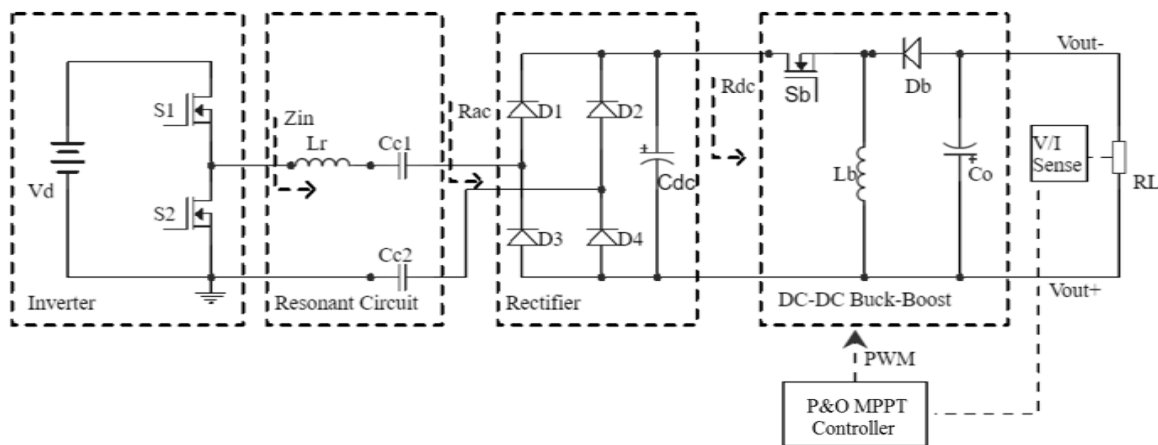 S1
S2
Vd
Inverter
Zin
Lr
Cc1
Cc2
Resonant Circuit
Rac
D1
D2
D3
D4
Cdc
Rectifier
Rdc
Sb
Db
Lb
Co
DC-DC Buck-Boost
Vout-
V/I
Sense
RL
Vout+
PWM
P&O MPPT
Controller